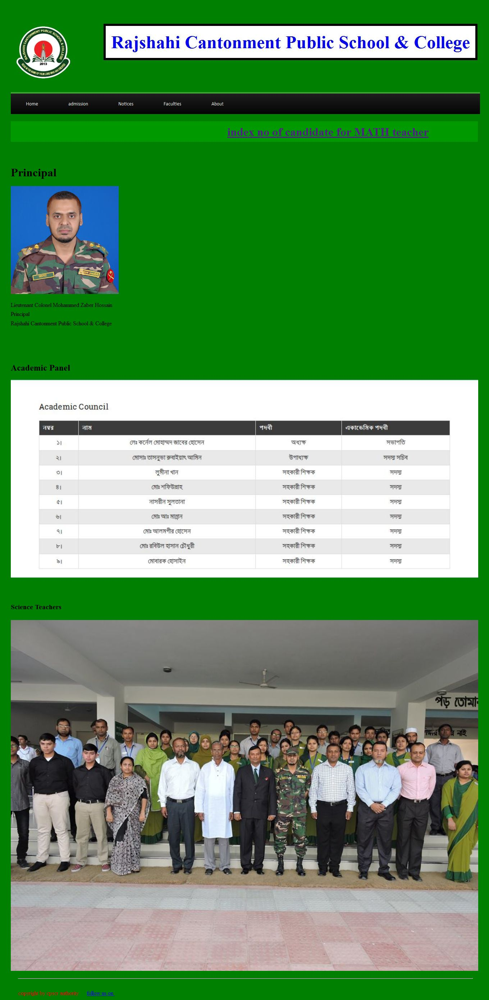 RAJSHAHI CANTONMENT PUBLIC SCHOOL & COLLEGE
2013
READ IN THE NAME OF YOUR LORD WHO HAS CREATED
Rajshahi Cantonment Public School & College
Home admission Notices Faculties About
index no of candidate for MATH teacher
Principal
জাবের
Lieutenant Colonel Mohammed Zaber Hossain
Principal
Rajshahi Cantonment Public School & College
Academic Panel
Academic Council
নম্বর নাম পদবী একাডেমিক পদবী
১। লেঃ কর্নেল মোহাম্মদ জাবের হোসেন অধ্যক্ষ সভাপতি
২। মোসাঃ তাসনুভা রুবাইয়াৎ আমিন উপাধ্যক্ষ সদস্য সচিব
৩। লুমীনা খান সহকারী শিক্ষক সদস্য
৪। মোঃ শফিউল্লাহ সহকারী শিক্ষক সদস্য
৫। নাসরীন সুলতানা সহকারী শিক্ষক সদস্য
৬। মোঃ আঃ মান্নান সহকারী শিক্ষক সদস্য
৭। মোঃ আলমগীর হোসেন সহকারী শিক্ষক সদস্য
৮। মোঃ রবিউল হাসান চৌধুরী সহকারী শিক্ষক সদস্য
৯। মোবারক হোসাইন সহকারী শিক্ষক সদস্য
Science Teachers
পড় তোমার
নাই
copyright by cpscr authority follow us on